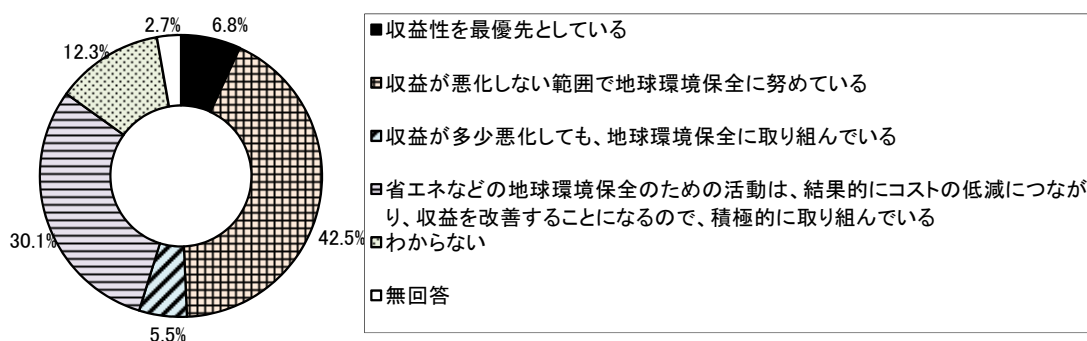 2.7%
6.8%
12.3%
30.1%
42.5%
5.5%
収益性を最優先としている
収益が悪化しない範囲で地球環境保全に努めている
収益が多少悪化しても、地球環境保全に取り組んでいる
省エネなどの地球環境保全のための活動は、結果的にコストの低減につなが
り、収益を改善することになるので、積極的に取り組んでいる
わからない
無回答